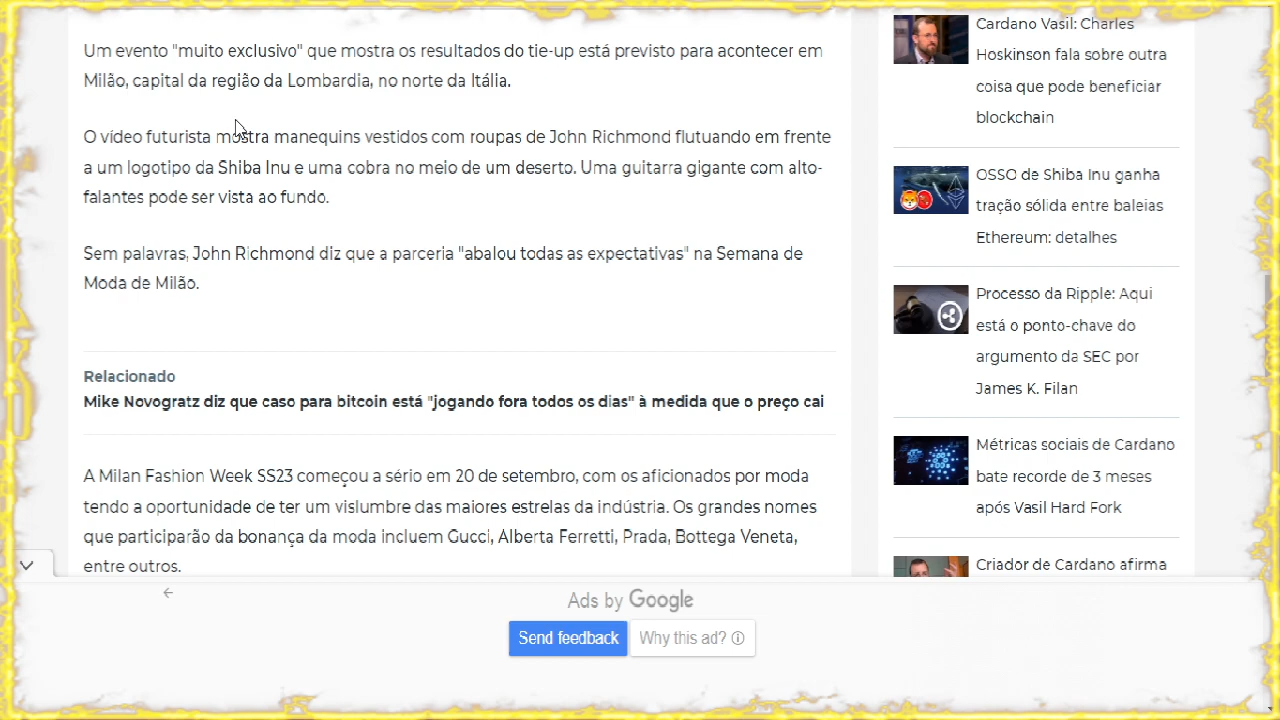 Um evento "muito exclusivo" que mostra os resultados do tie-up está previsto para acontecer em
Milão, capital da região da Lombardia, no norte da Itália.
O vídeo futurista mostra manequins vestidos com roupas de John Richmond flutuando em frente
a um logotipo da Shiba Inu e uma cobra no meio de um deserto. Uma guitarra gigante com alto-
falantes pode ser vista ao fundo.
Sem palavras, John Richmond diz que a parceria "abalou todas as expectativas" na Semana de
Moda de Milão.
Relacionado
Mike Novogratz diz que caso para bitcoin está "jogando fora todos os dias" à medida que o preço cai
A Milan Fashion Week SS23 começou a sério em 20 de setembro, com os aficionados por moda
tendo a oportunidade de ter um vislumbre das maiores estrelas da indústria. Os grandes nomes
que participarão da bonança da moda incluem Gucci, Alberta Ferretti, Prada, Bottega Veneta,
entre outros.
Cardano Vasil: Charles
Hoskinson fala sobre outra
coisa que pode beneficiar
blockchain
OSSO de Shiba Inu ganha
tração sólida entre baleias
Ethereum: detalhes
Processo da Ripple: Aqui
está o ponto-chave do
argumento da SEC por
James K. Filan
Métricas sociais de Cardano
bate recorde de 3 meses
após Vasil Hard Fork
Criador de Cardano afirma
Ads by Google
Send feedback
Why this ad?